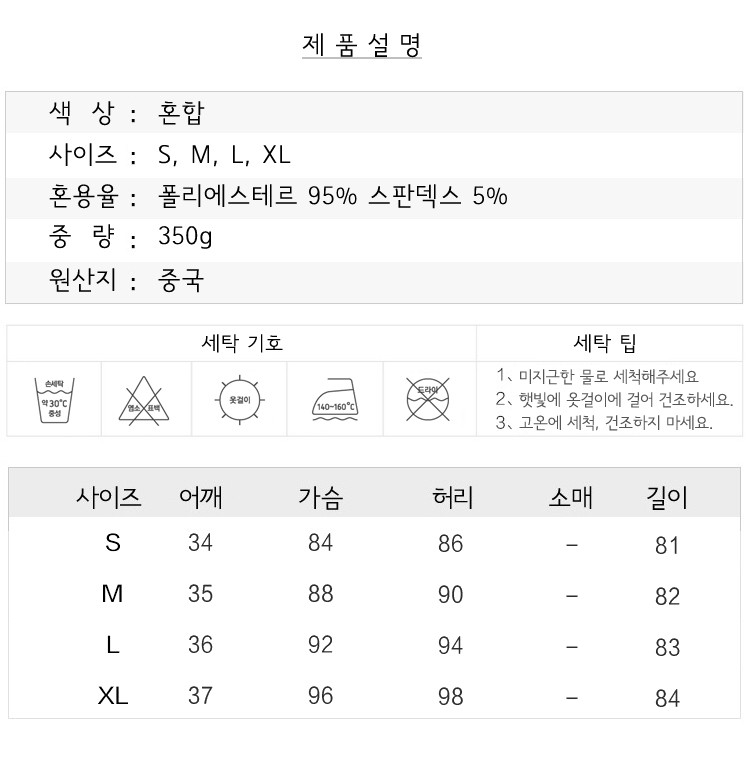 제 품 설 명
색 상 : 혼합
사이즈 : S, M, L, XL
혼용율 : 폴리에스테르 95% 스판덱스 5%
중 량 : 350g
원산지 : 중국
세탁 기호
손세탁
약 30℃
중성
염소 표백
옷걸이
140~160℃
드라이
세탁 팁
1、미지근한 물로 세척해주세요
2、햇빛에 옷걸이에 걸어 건조하세요.
3、고온에 세척, 건조하지 마세요.
사이즈 어깨 가슴 허리 소매 길이
S 34 84 86 – 81
M 35 88 90 – 82
L 36 92 94 – 83
XL 37 96 98 – 84